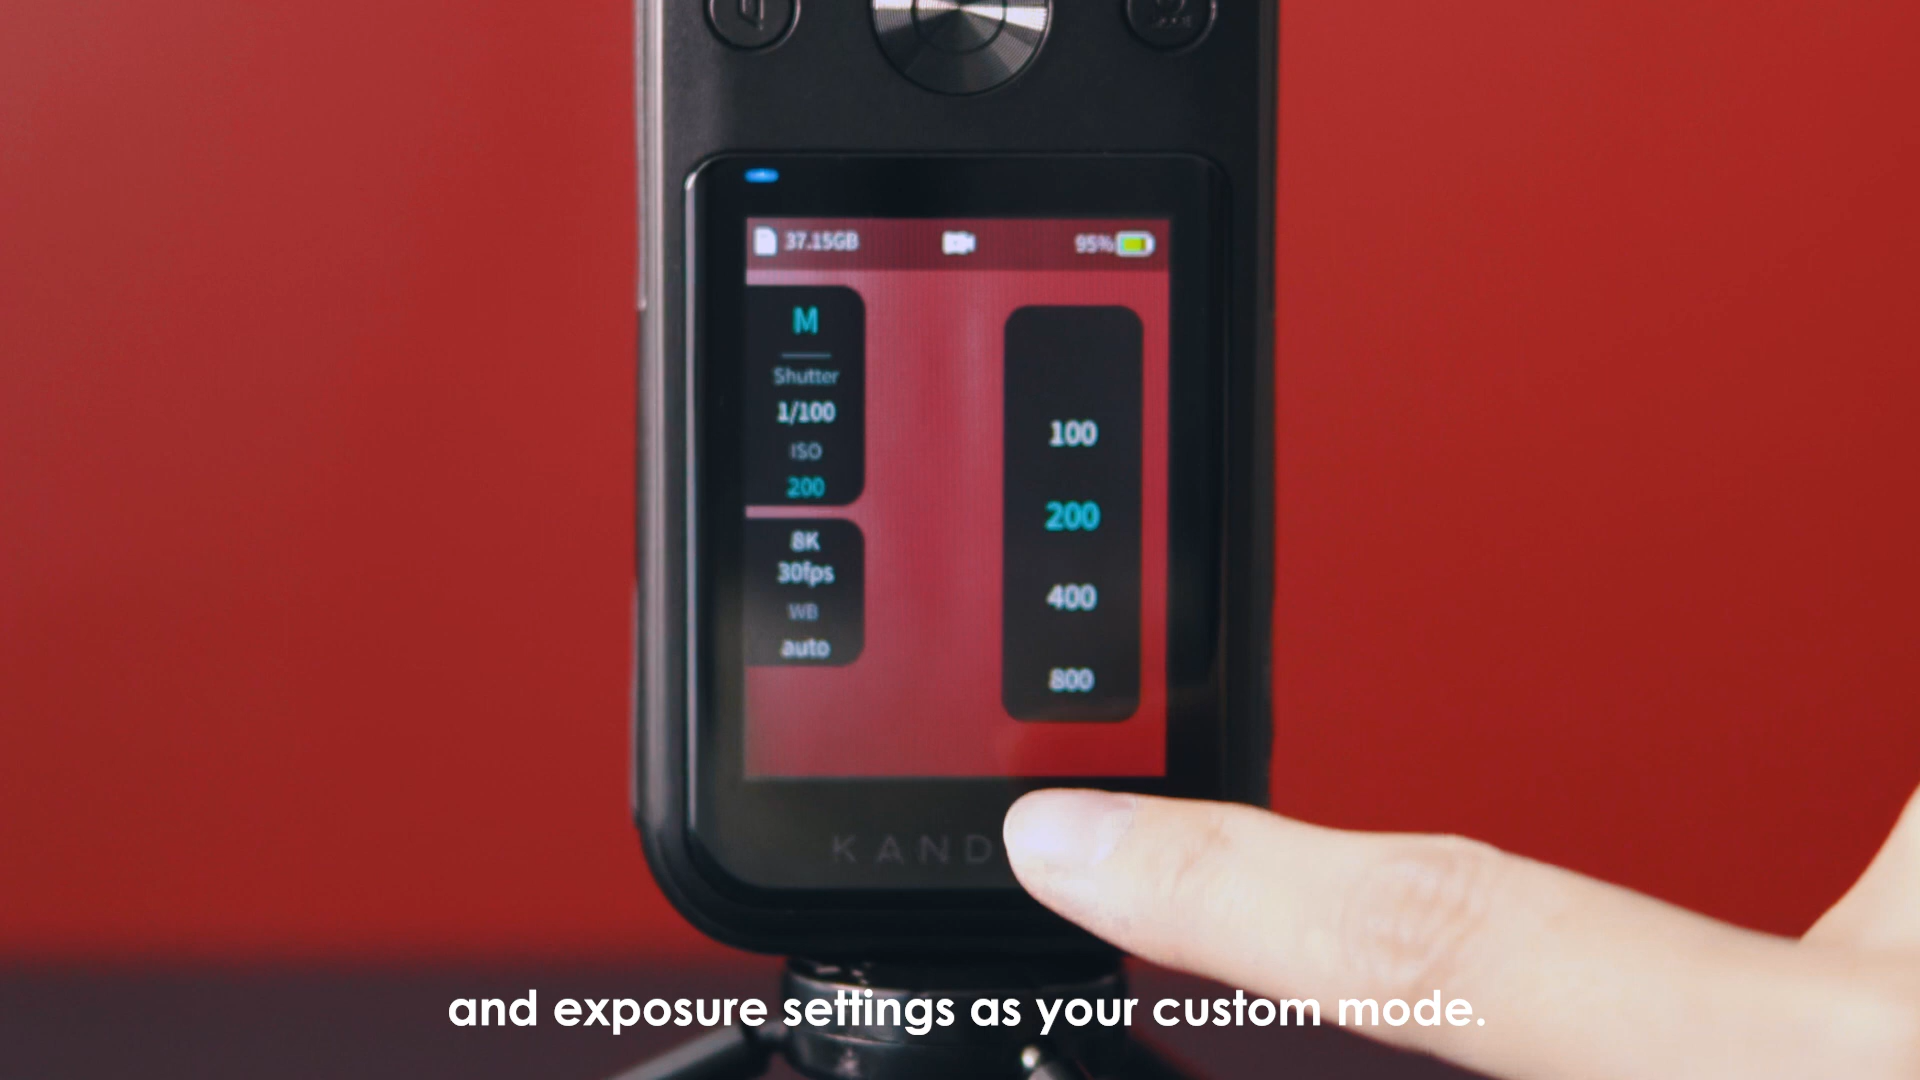 37.15GB
95%
M
Shutter
1/100
ISO
200
8K
30fps
WB
auto
100
200
400
800
KAND
and exposure settings as your custom mode.